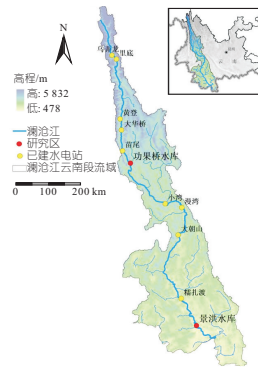 N
乌弄龙
里底
高程/m
高: 5 832
低: 478
黄登
大华桥
苗尾
功果桥水库
澜沧江
研究区
已建水电站
澜沧江云南段流域
0 100 200 km
小湾
漫湾
大朝山
糯扎渡
景洪水库